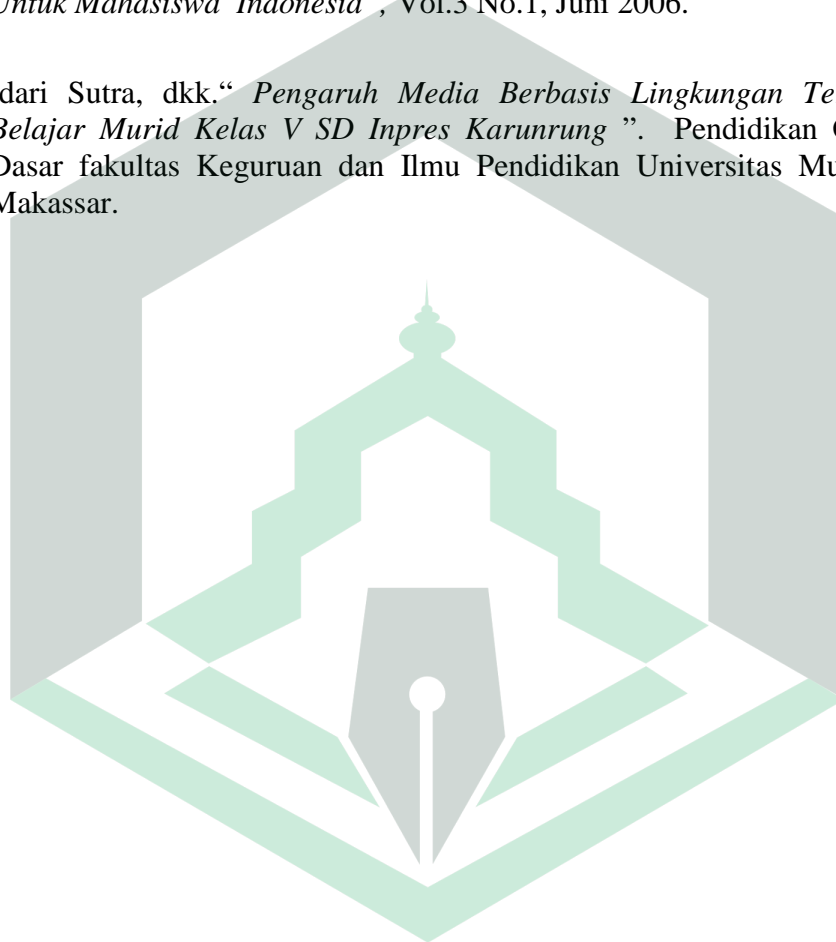 Untuk Mahasiswa Indonesia , Vol.3 No.1, Juni 2006.
dari Sutra, dkk.“ Pengaruh Media Berbasis Lingkungan Te
Belajar Murid Kelas V SD Inpres Karunrung ”. Pendidikan
Dasar fakultas Keguruan dan Ilmu Pendidikan Universitas Mu
Makassar.